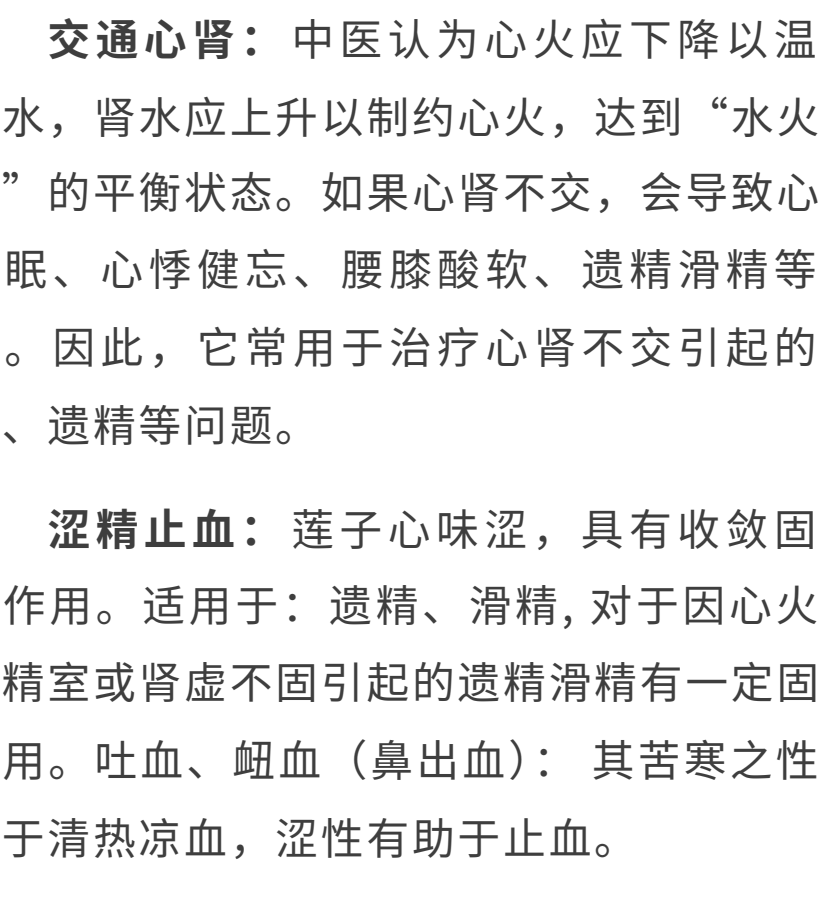 交通心肾：中医认为心火应下降以温
水，肾水应上升以制约心火，达到“水火
”的平衡状态。如果心肾不交，会导致心
眠、心悸健忘、腰膝酸软、遗精滑精等
。因此，它常用于治疗心肾不交引起的
、遗精等问题。
涩精止血：莲子心味涩，具有收敛固
作用。适用于：遗精、滑精, 对于因心火
精室或肾虚不固引起的遗精滑精有一定固
用。吐血、衄血（鼻出血）： 其苦寒之性
于清热凉血，涩性有助于止血。